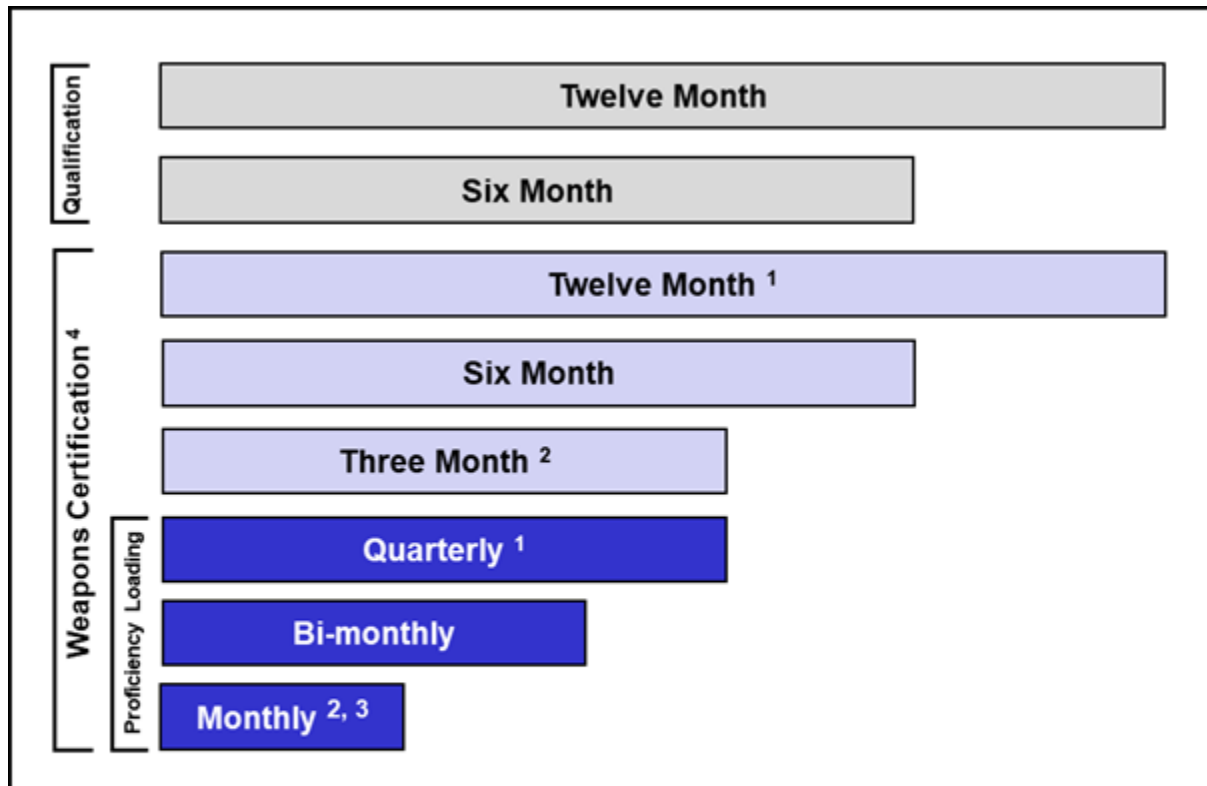 Qualification
Twelve Month
Six Month
Weapons Certification 4
Twelve Month 1
Six Month
Three Month 2
Proficiency Loading
Quarterly 1
Bi-monthly
Monthly 2, 3